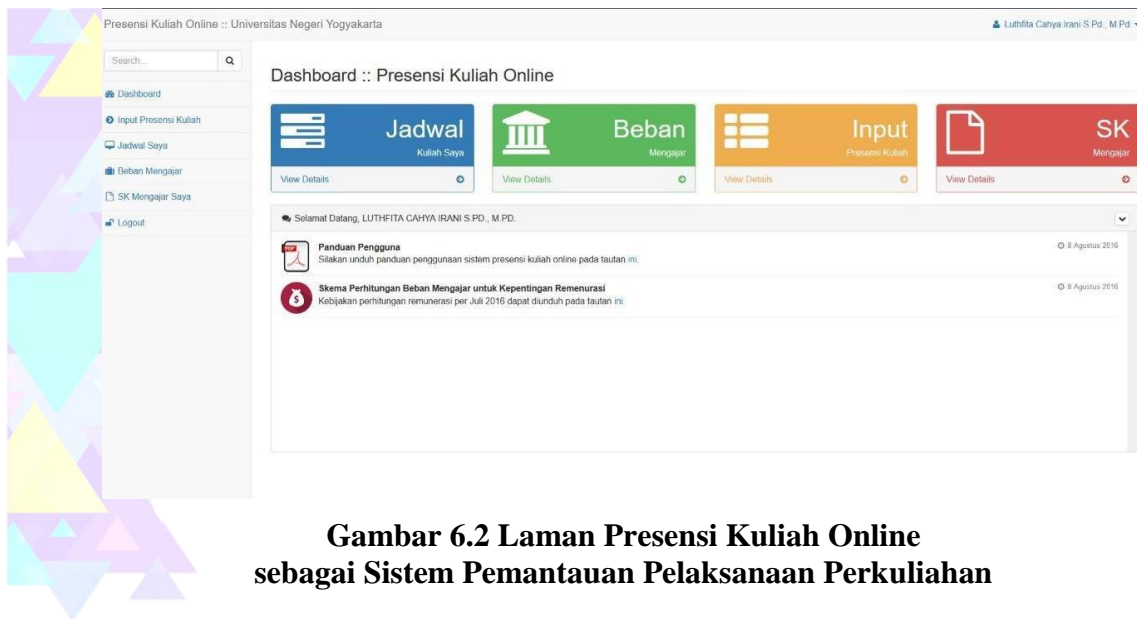 Presensi Kuliah Online :: Universitas Negeri Yogyakarta
Luthfita Cahya Irani S.Pd., M.Pd.
Search...
Dashboard
Input Presensi Kuliah
Jadwal Saya
Beban Mengajar
SK Mengajar Saya
Logout
Dashboard :: Presensi Kuliah Online
Jadwal
Kuliah Saya
View Details
Beban
Mengajar
View Details
Input
Presensi Kuliah
View Details
SK
Mengajar
View Details
Selamat Datang, LUTHFITA CAHYA IRANI S.PD., M.PD.
PDF
Panduan Pengguna
8 Agustus 2016
Silakan unduh panduan penggunaan sistem presensi kuliah online pada tautan ini.
$
Skema Perhitungan Beban Mengajar untuk Kepentingan Remenurasi
8 Agustus 2016
Kebijakan perhitungan remunerasi per Juli 2016 dapat diunduh pada tautan ini.
Gambar 6.2 Laman Presensi Kuliah Online
sebagai Sistem Pemantauan Pelaksanaan Perkuliahan